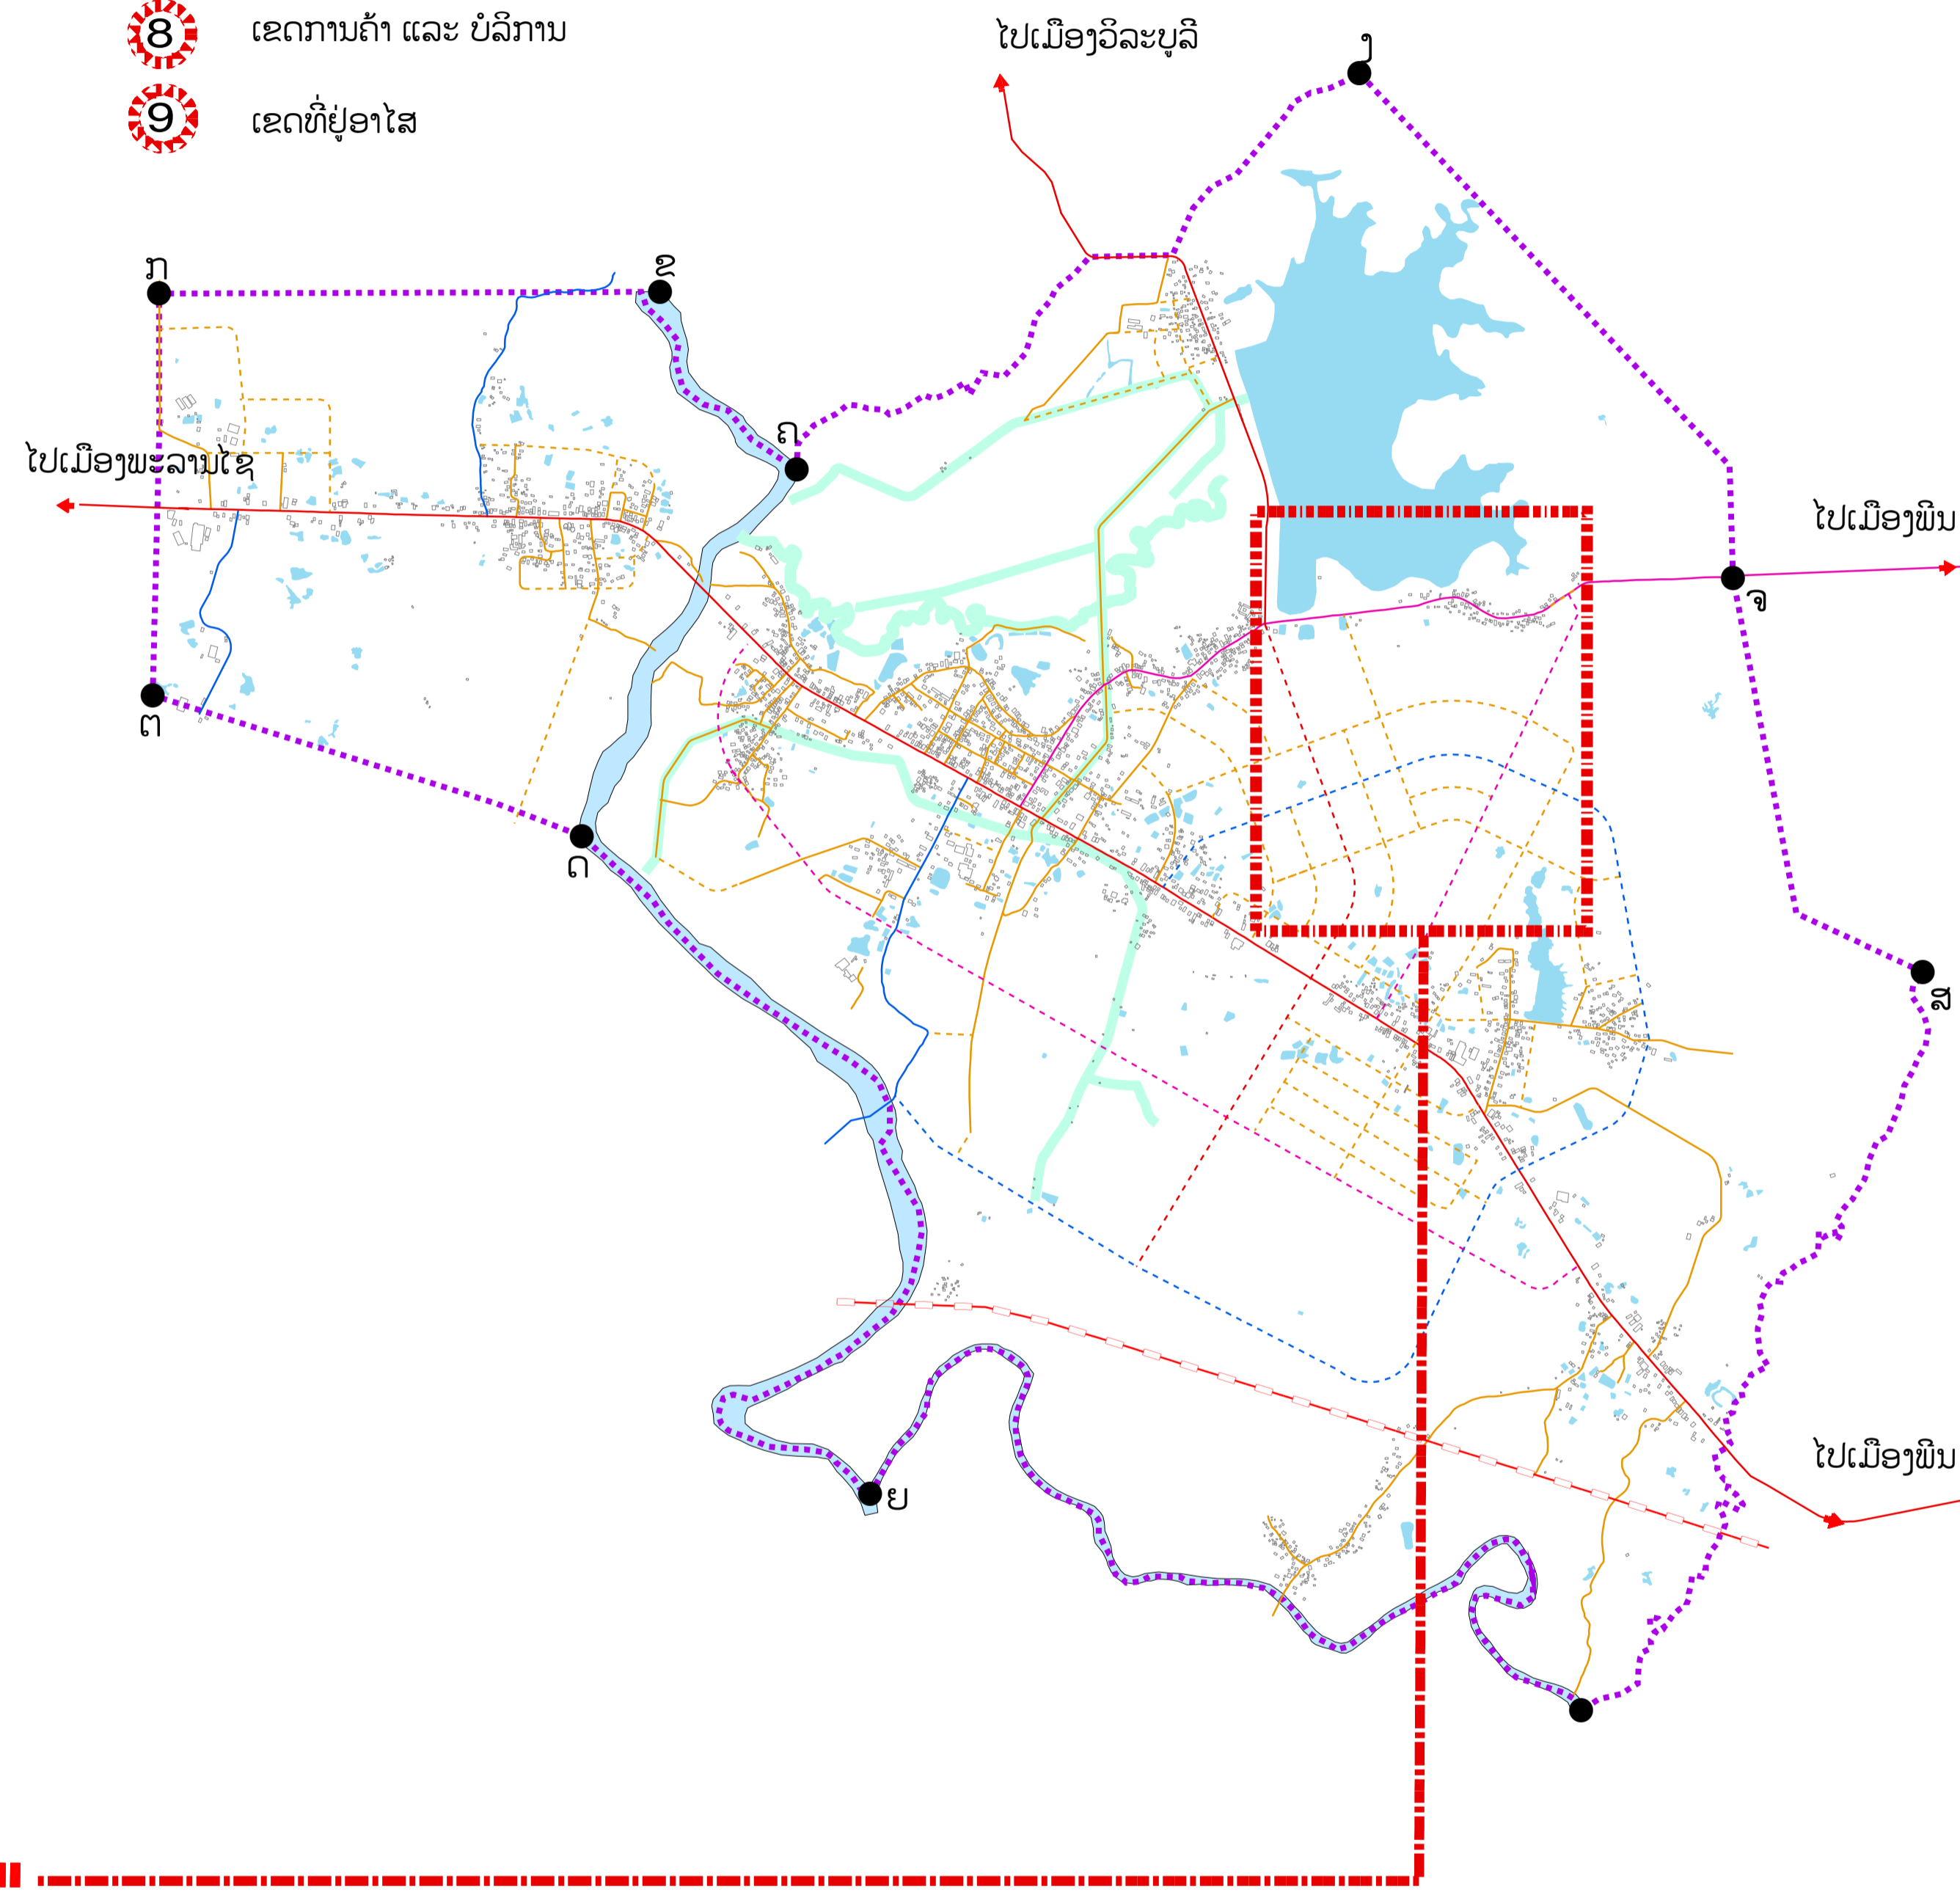 8 ເຂດການຄ້າ ແລະ ບໍລິການ
9 ເຂດທີ່ຢູ່ອາໄສ
ໄປເມືອງວິລະບູລີ
ງ
ກ
ຂ
ຄ
ໄປເມືອງພະລານໄຊ
ໄປເມືອງພີນ
ຈ
ຕ
ດ
ສ
ໄປເມືອງພີນ
ຍ